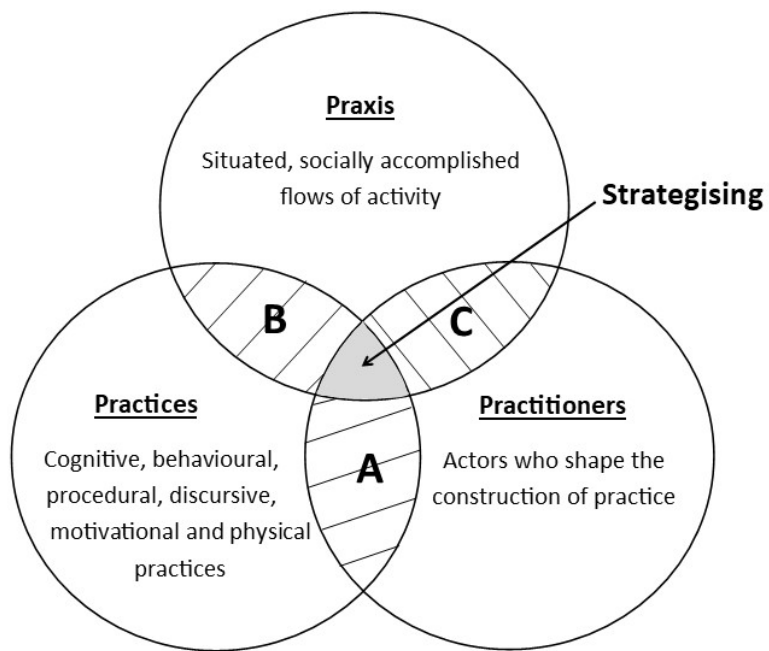 Praxis
Situated, socially accomplished
flows of activity
Strategising
B
C
Practices
Cognitive, behavioural,
procedural, discursive,
motivational and physical
practices
A
Practitioners
Actors who shape the
construction of practice